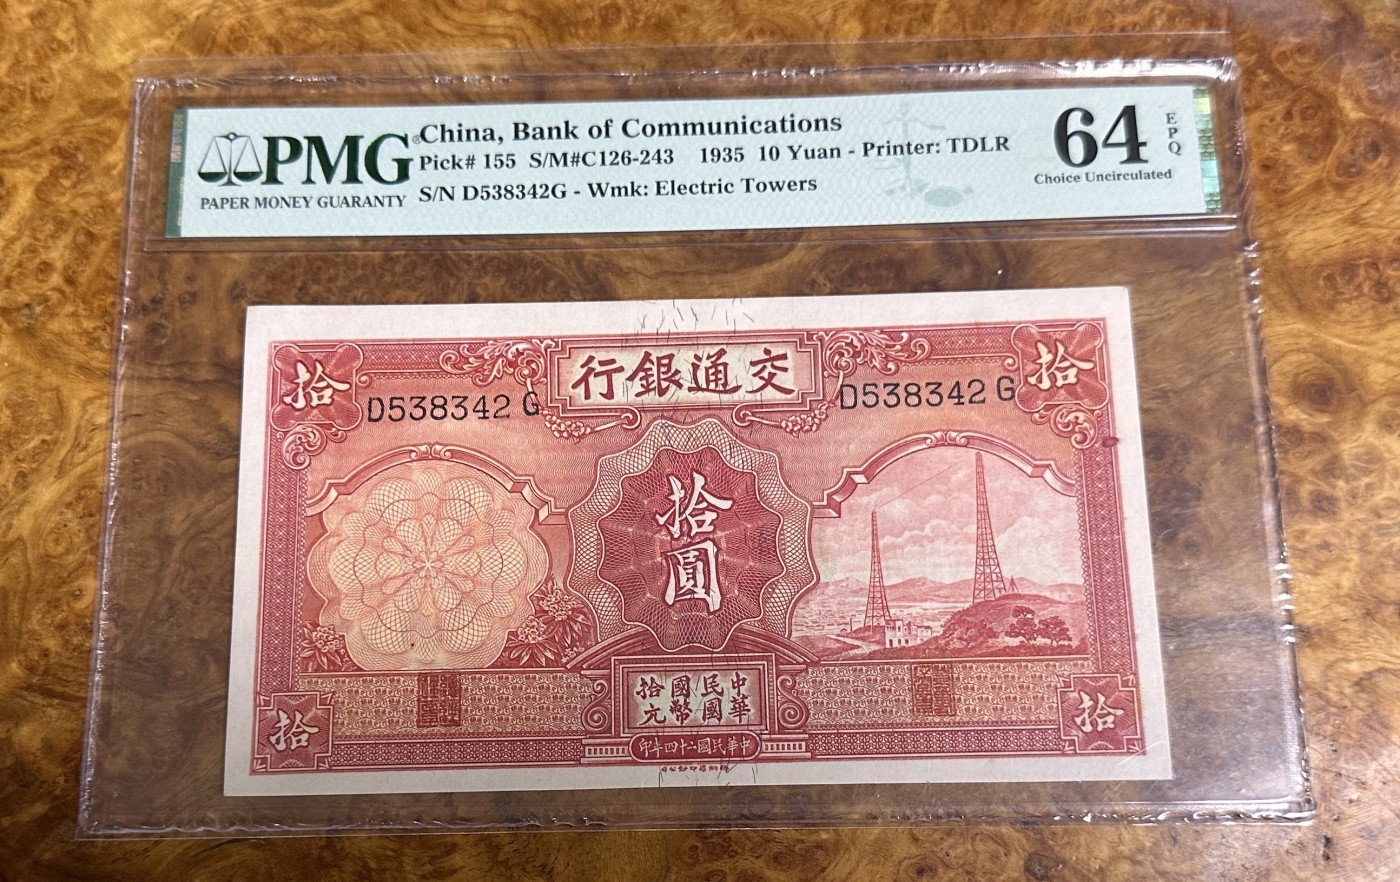 PMG®
PAPER MONEY GUARANTY
China, Bank of Communications
Pick# 155 S/M#C126-243 1935 10 Yuan - Printer: TDLR
S/N D538342G - Wmk: Electric Towers
64
EPQ
Choice Uncirculated
行銀通交
拾
拾
D538342 G
D538342 G
拾圓
中華
民國
國幣
拾元
印年四十二國民華中
拾
拾